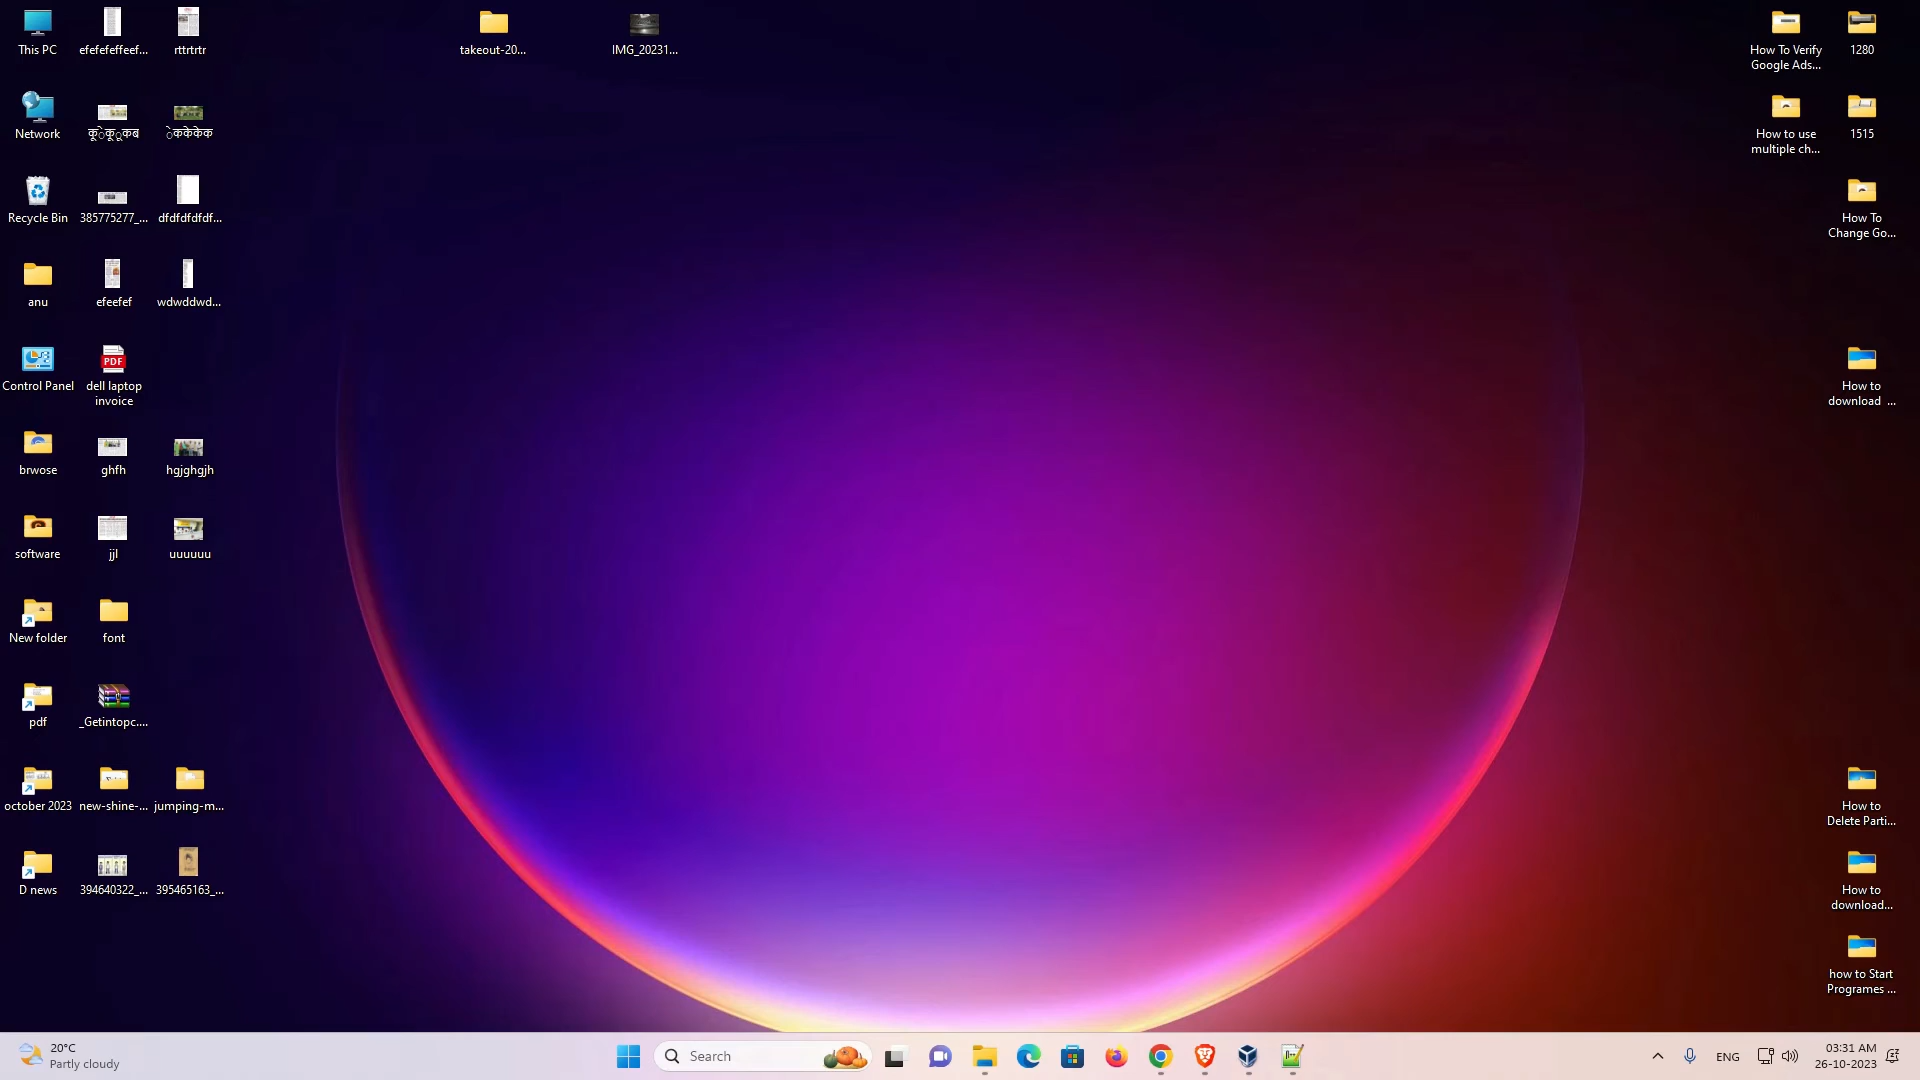 This PC
efefefeffeef...
rttrtrtr
takeout-20...
IMG_20231...
How To Verify
Google Ads...
1280
Network
ेककेकेक
How to use
multiple ch...
1515
Recycle Bin
385775277_...
dfdfdfdfdf...
How To
Change Go...
anu
efeefef
wdwddwd...
Control Panel
PDF
dell laptop
invoice
How to
download ...
brwose
ghfh
hgjghgjh
software
jjl
uuuuuu
New folder
font
pdf
_Getintopc....
october 2023
new-shine-...
jumping-m...
How to
Delete Parti...
D news
394640322_...
395465163_...
How to
download...
how to Start
Programes ...
20°C
Partly cloudy
Search
ENG
03:31 AM
26-10-2023